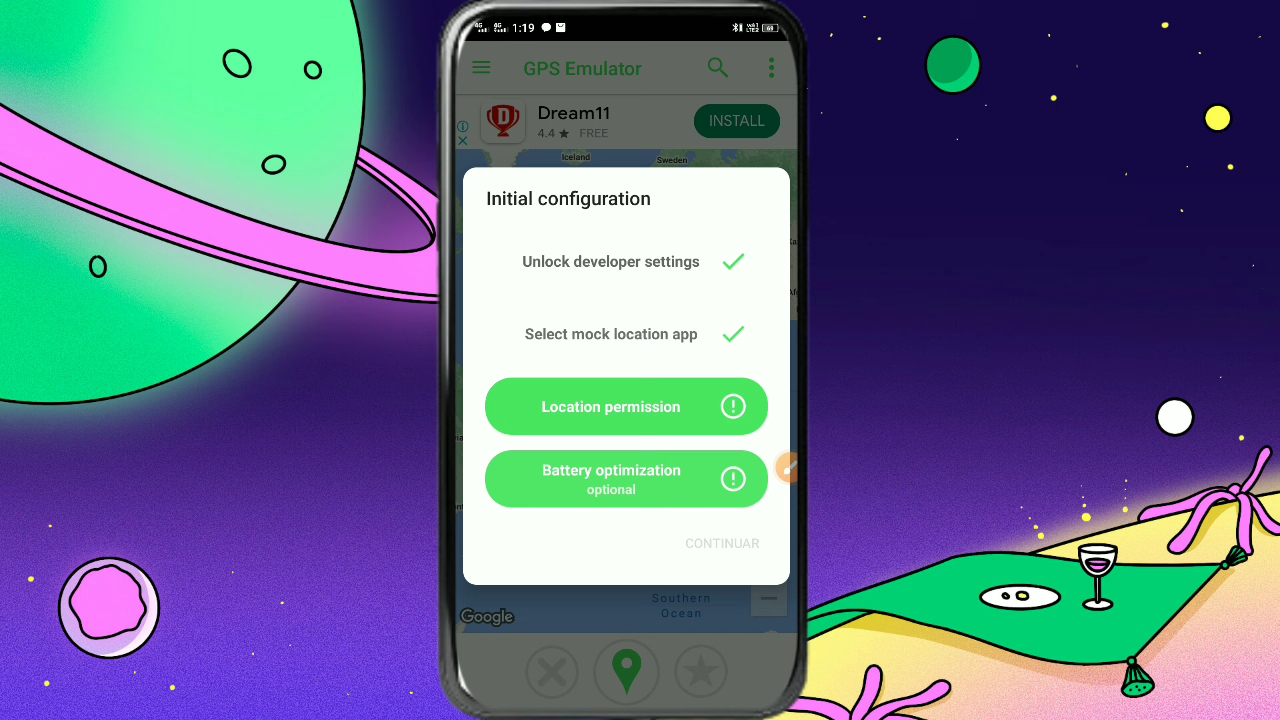 1:19
GPS Emulator
Dream11
4.4 ★ FREE
INSTALL
Iceland
Sweden
Initial configuration
Unlock developer settings
Select mock location app
Location permission
Battery optimization
optional
CONTINUAR
Southern
Ocean
Google